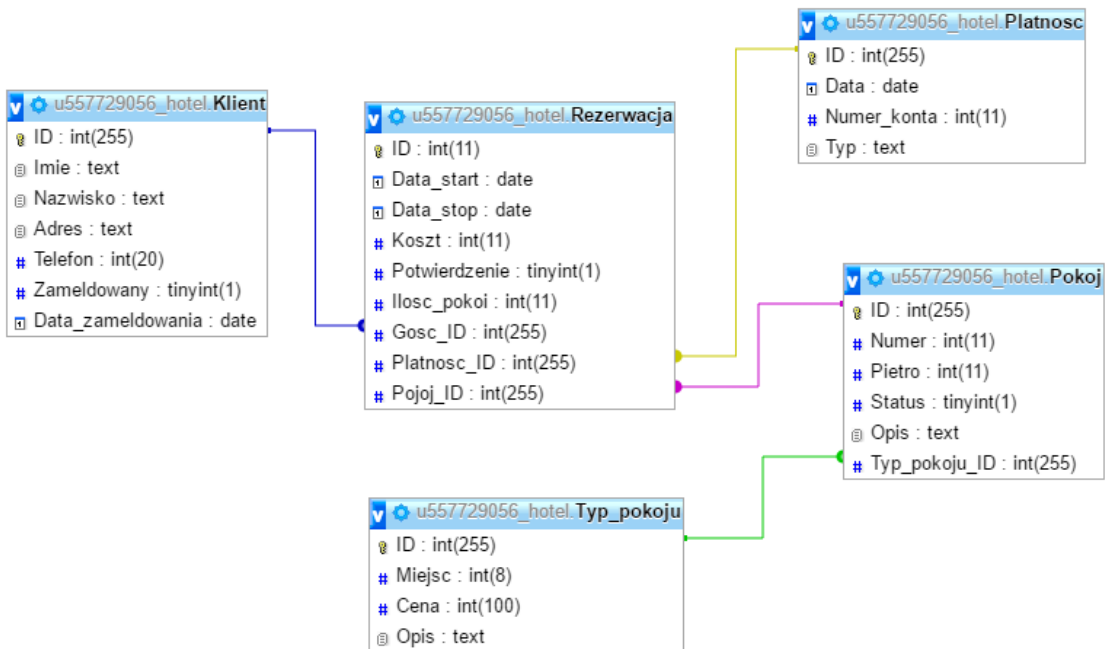 u557729056_hotel.Platnosc
ID : int(255)
Data : date
Numer_konta : int(11)
Typ : text
u557729056_hotel.Klient
ID : int(255)
Imie : text
Nazwisko : text
Adres : text
Telefon : int(20)
Zameldowany : tinyint(1)
Data_zameldowania : date
u557729056_hotel.Rezerwacja
ID : int(11)
Data_start : date
Data_stop : date
Koszt : int(11)
Potwierdzenie : tinyint(1)
Ilosc_pokoi : int(11)
Gosc_ID : int(255)
Platnosc_ID : int(255)
Pojoj_ID : int(255)
u557729056_hotel.Pokoj
ID : int(255)
Numer : int(11)
Pietro : int(11)
Status : tinyint(1)
Opis : text
Typ_pokoju_ID : int(255)
u557729056_hotel.Typ_pokoju
ID : int(255)
Miejsc : int(8)
Cena : int(100)
Opis : text